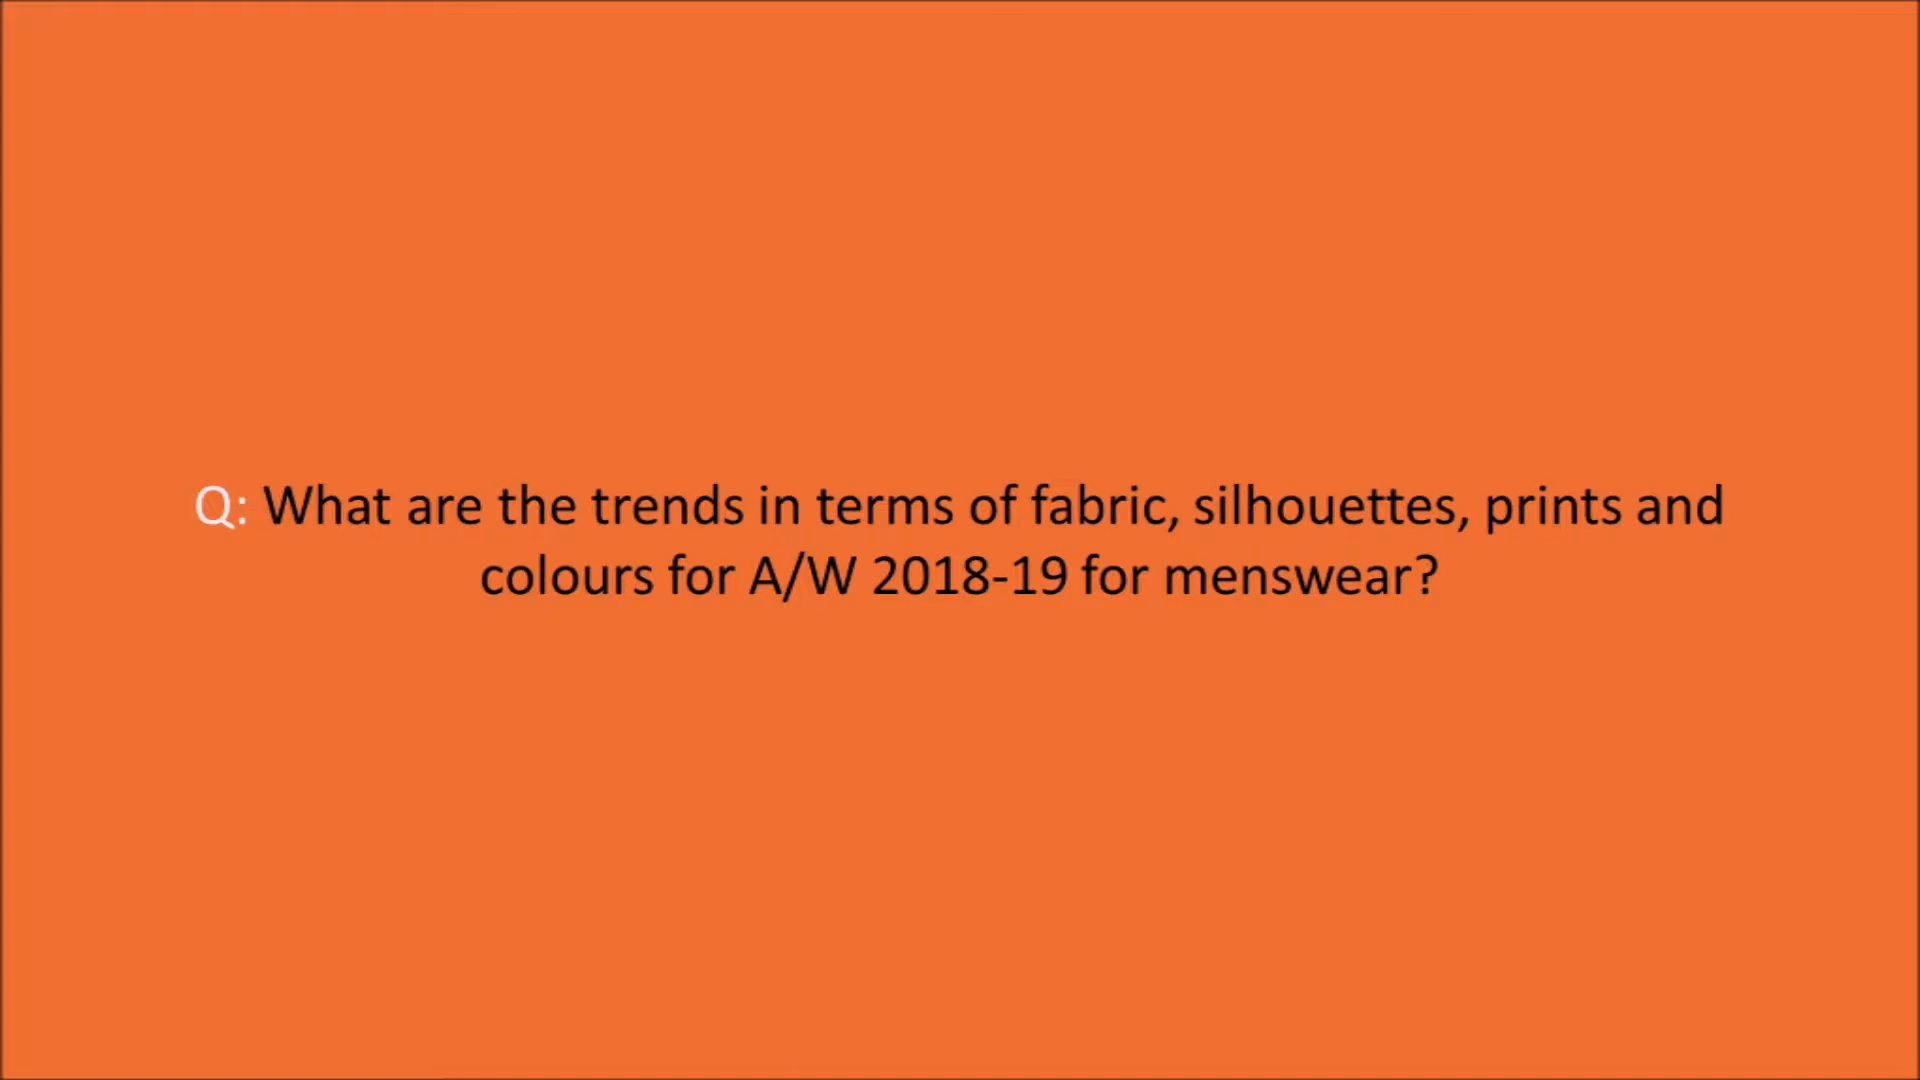 Q: What are the trends in terms of fabric, silhouettes, prints and
colours for A/W 2018-19 for menswear?